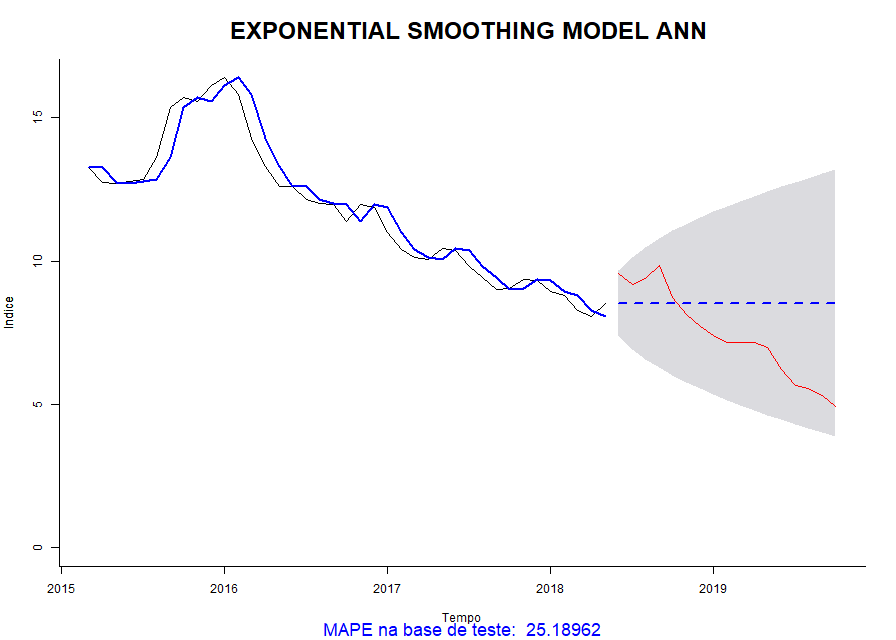 EXPONENTIAL SMOOTHING MODEL ANN
15
10
5
0
Indice
2015 2016 2017 2018 2019
Tempo
MAPE na base de teste: 25.18962